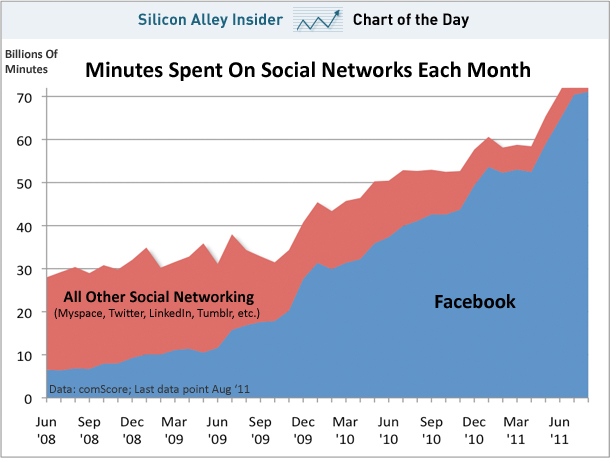 Silicon Alley Insider Chart of the Day
Billions Of
Minutes
Minutes Spent On Social Networks Each Month
70
60
50
40
30
20
10
0
All Other Social Networking
(Myspace, Twitter, LinkedIn, Tumblr, etc.)
Facebook
Data: comScore; Last data point Aug '11
Jun Sep Dec Mar Jun Sep Dec Mar Jun Sep Dec Mar Jun
'08 '08 '08 '09 '09 '09 '09 '10 '10 '10 '10 '11 '11